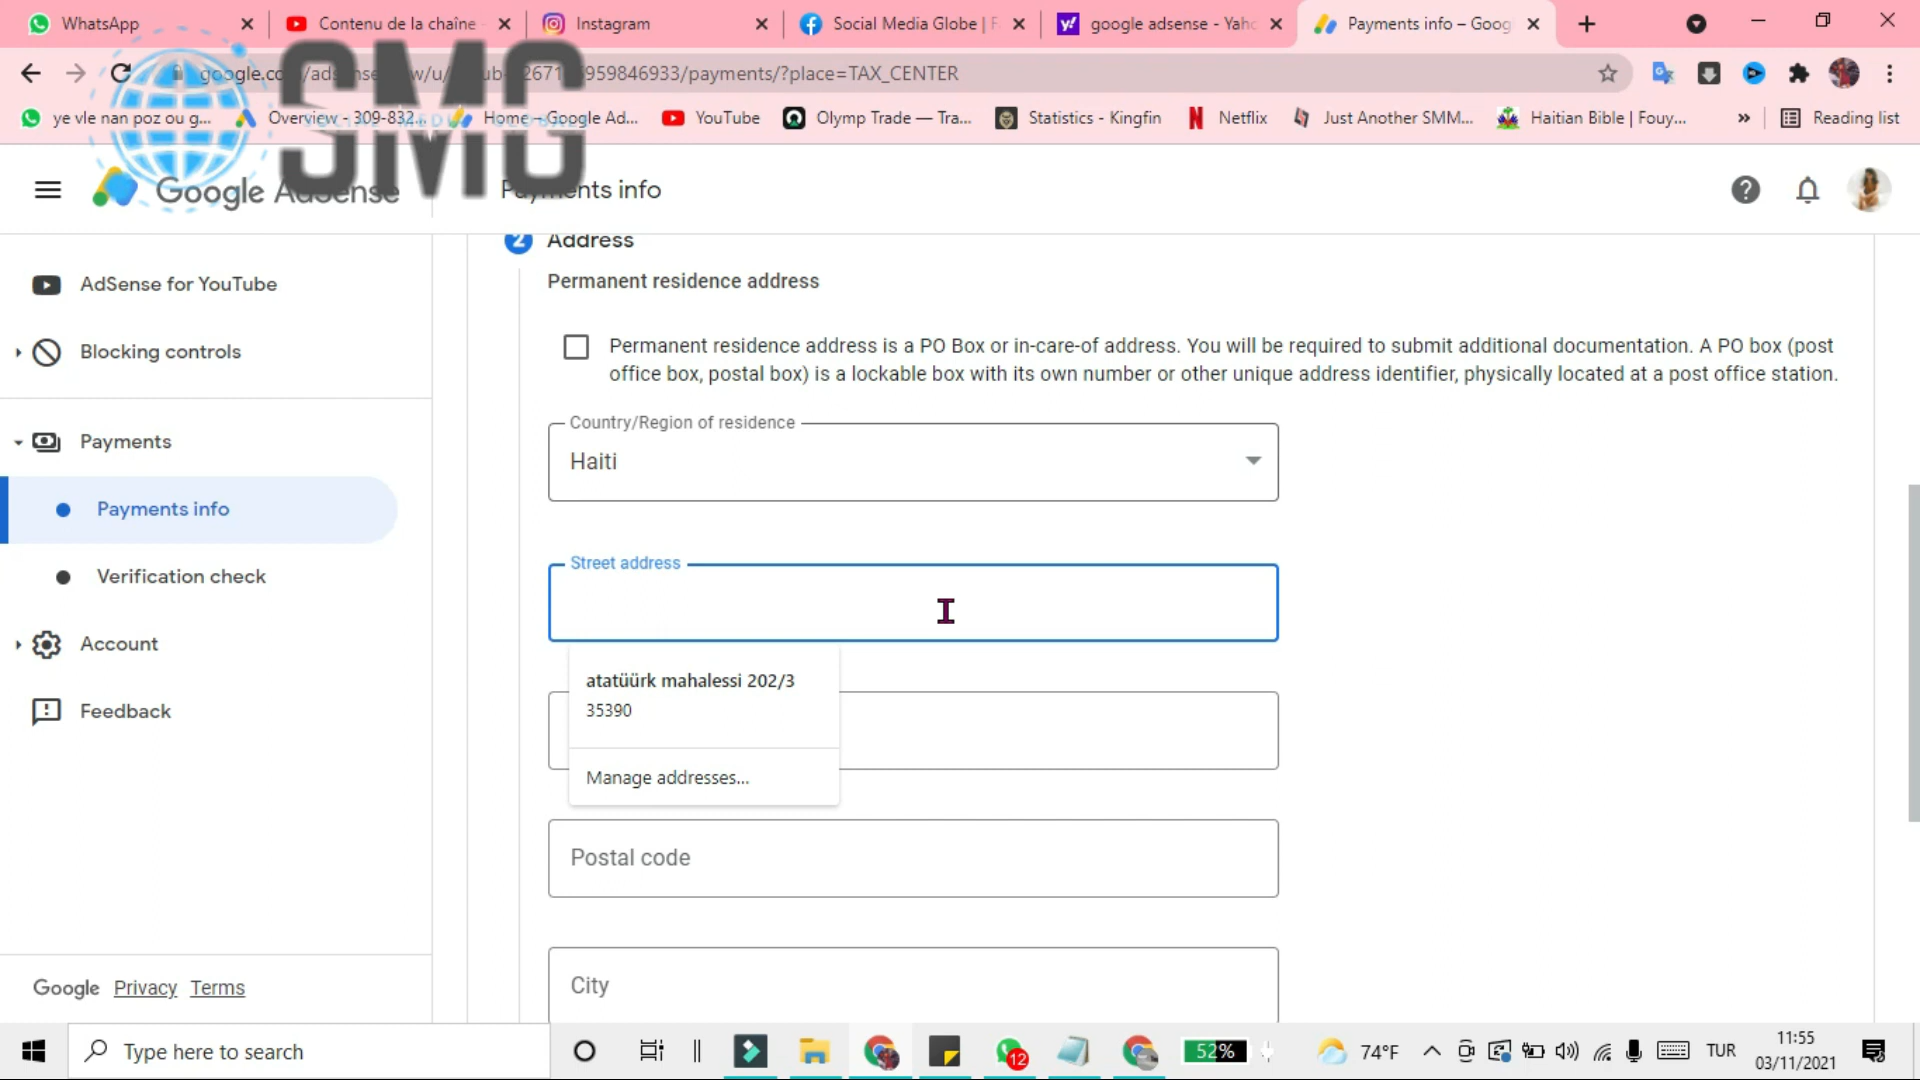 WhatsApp
Contenu de la chaîne
Instagram
Social Media Globe | F
google adsense - Yaho
Payments info – Goog
959846933/payments/?place=TAX_CENTER
ye vle nan poz ou g...
Overview - 309-832...
Home – Google Ad...
YouTube
Olymp Trade — Tra...
Statistics - Kingfin
Netflix
Just Another SMM...
Haitian Bible | Fouy...
»
Reading list
SMG
Google AdSense
Payments info
AdSense for YouTube
Blocking controls
Payments
Payments info
Verification check
Account
Feedback
Google Privacy Terms
2 Address
Permanent residence address
Permanent residence address is a PO Box or in-care-of address. You will be required to submit additional documentation. A PO box (post
office box, postal box) is a lockable box with its own number or other unique address identifier, physically located at a post office station.
Country/Region of residence
Haiti
Street address
atatüürk mahalessi 202/3
35390
Manage addresses...
Postal code
City
Type here to search
12
52%
74°F
TUR
11:55
03/11/2021